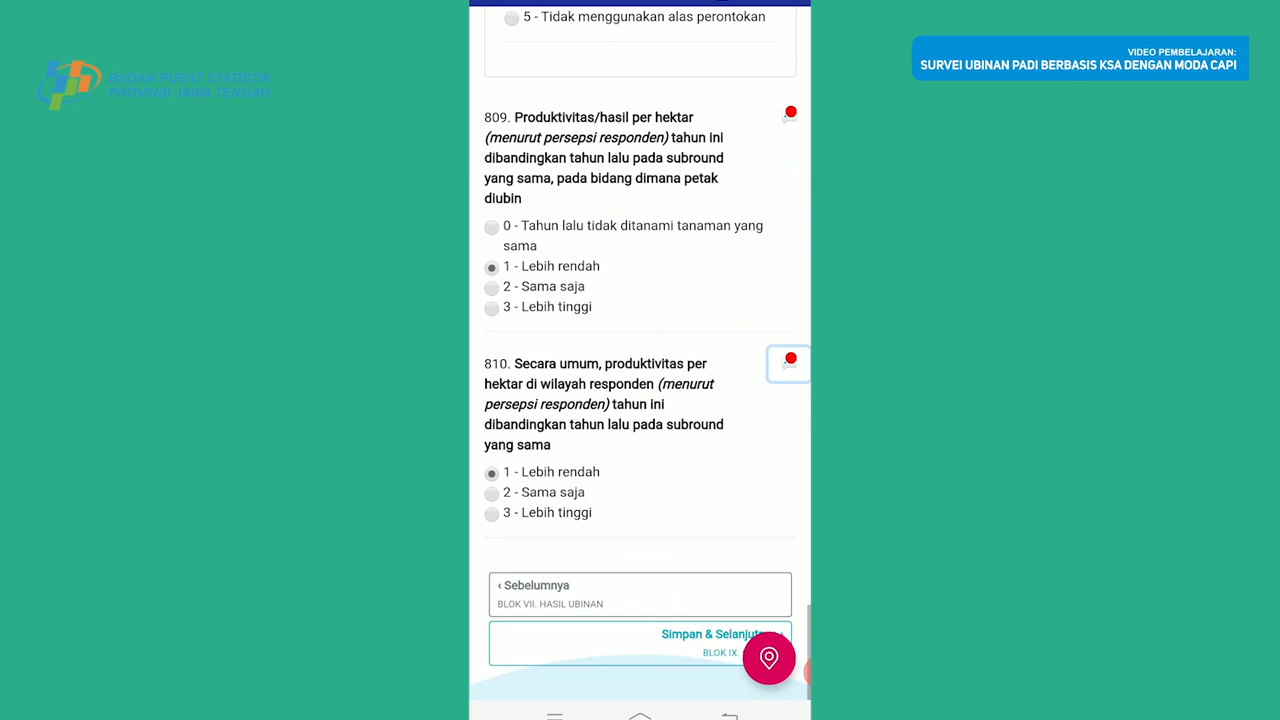 BADAN PUSAT STATISTIK
PROVINSI JAWA TENGAH
VIDEO PEMBELAJARAN:
SURVEI UBINAN PADI BERBASIS KSA DENGAN MODA CAPI
5 - Tidak menggunakan alas perontokan
809. Produktivitas/hasil per hektar
(menurut persepsi responden) tahun ini
dibandingkan tahun lalu pada subround
yang sama, pada bidang dimana petak
diubin
0 - Tahun lalu tidak ditanami tanaman yang
sama
1 - Lebih rendah
2 - Sama saja
3 - Lebih tinggi
810. Secara umum, produktivitas per
hektar di wilayah responden (menurut
persepsi responden) tahun ini
dibandingkan tahun lalu pada subround
yang sama
1 - Lebih rendah
2 - Sama saja
3 - Lebih tinggi
‹ Sebelumnya
BLOK VII. HASIL UBINAN
Simpan &
BLOK IX.